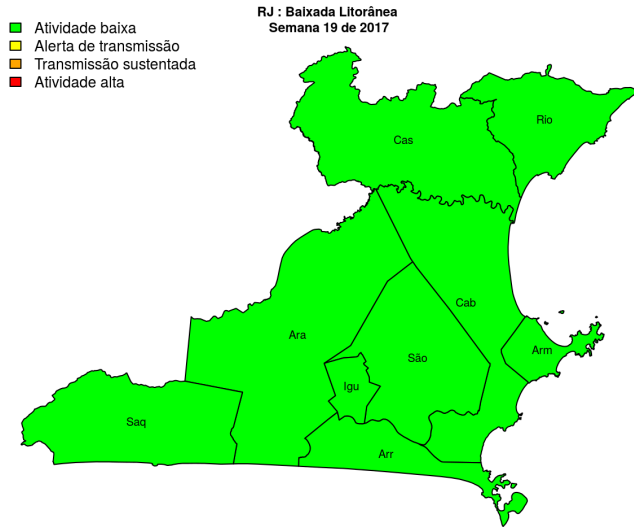 RJ : Baixada Litorânea
Semana 19 de 2017
Atividade baixa
Alerta de transmissão
Transmissão sustentada
Atividade alta
Rio
Cas
Cab
Ara
Arm
São
Igu
Saq
Arr